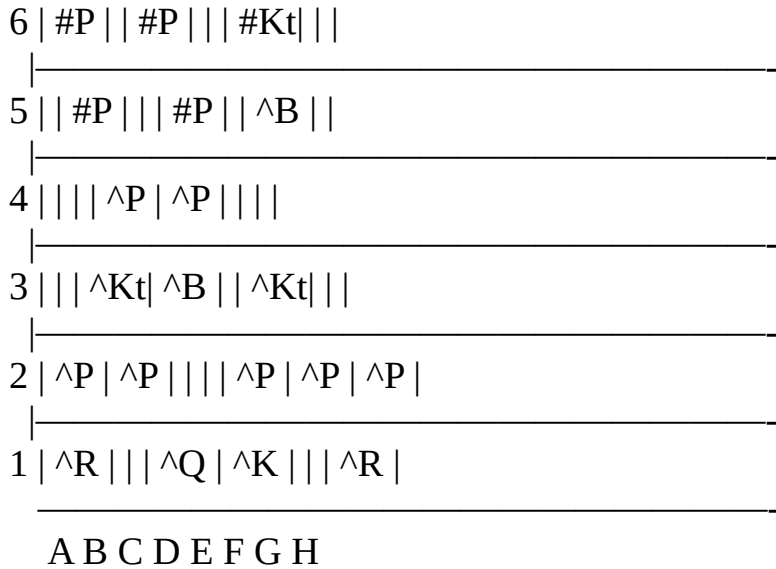 6 | #P | | #P | | | #Kt| | |
|———————————————————-
5 | | #P | | | #P | | ^B | |
|———————————————————-
4 | | | | ^P | ^P | | | |
|———————————————————-
3 | | | ^Kt| ^B | | ^Kt| | |
|———————————————————-
2 | ^P | ^P | | | | ^P | ^P | ^P |
|———————————————————-
1 | ^R | | | ^Q | ^K | | | ^R |
———————————————————-
A B C D E F G H